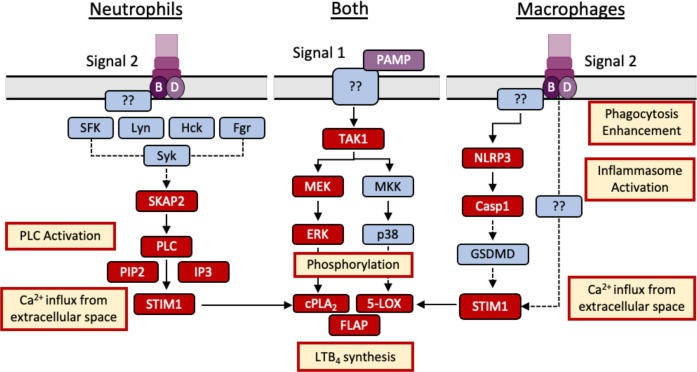 Neutrophils
Both
Macrophages
Signal 2
Signal 1
PAMP
Signal 2
B D
??
B D
??
??
SFK Lyn Hck Fgr
Syk
SKAP2
PLC Activation
PLC
PIP2 IP3
Ca²⁺ influx from
extracellular space
STIM1
TAK1
MEK MKK
ERK p38
Phosphorylation
cPLA₂ 5-LOX
FLAP
LTB₄ synthesis
Phagocytosis
Enhancement
NLRP3
Inflammasome
Activation
Casp1
??
GSDMD
STIM1
Ca²⁺ influx from
extracellular space